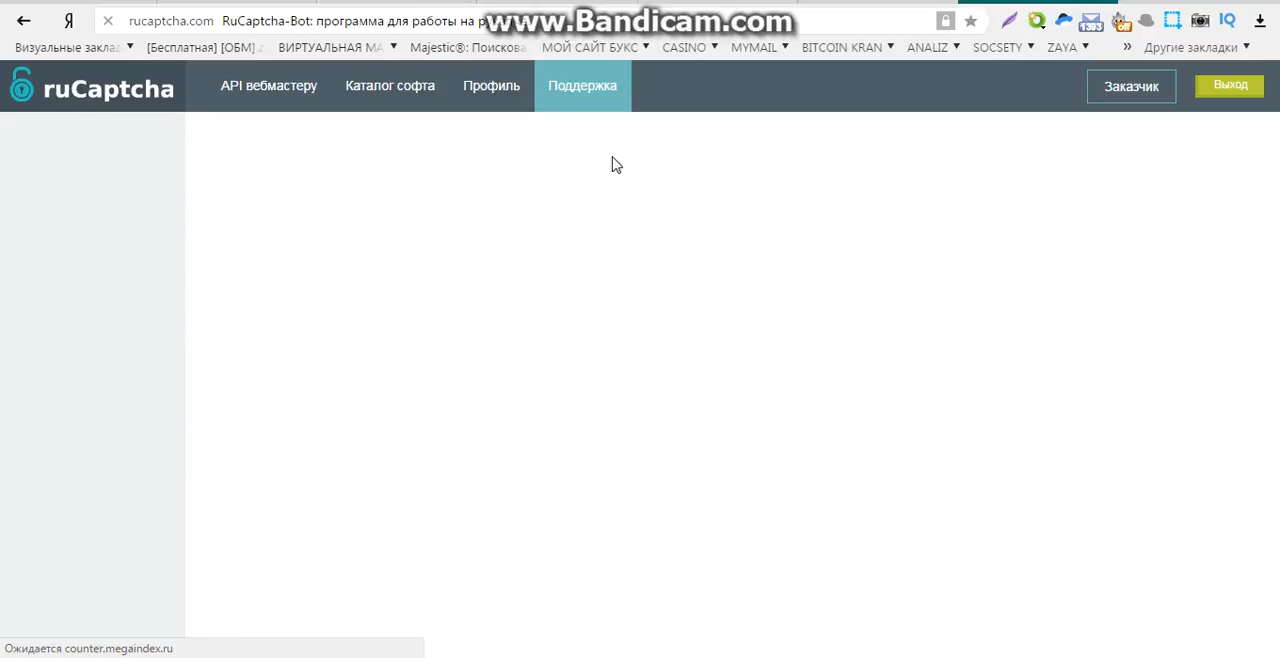 www.Bandicam.com
Я rucaptcha.com RuCaptcha-Bot: программа для работы на
Визуальные заклад [Бесплатная] [ОБМ] ВИРТУАЛЬНАЯ МА Majestic®: Поискова МОЙ САЙТ БУКС CASINO MYMAIL BITCOIN KRAN ANALIZ SOCSETY ZAYA » Другие закладки
ruCaptcha API вебмастеру Каталог софта Профиль Поддержка Заказчик Выход
Ожидается counter.megaindex.ru